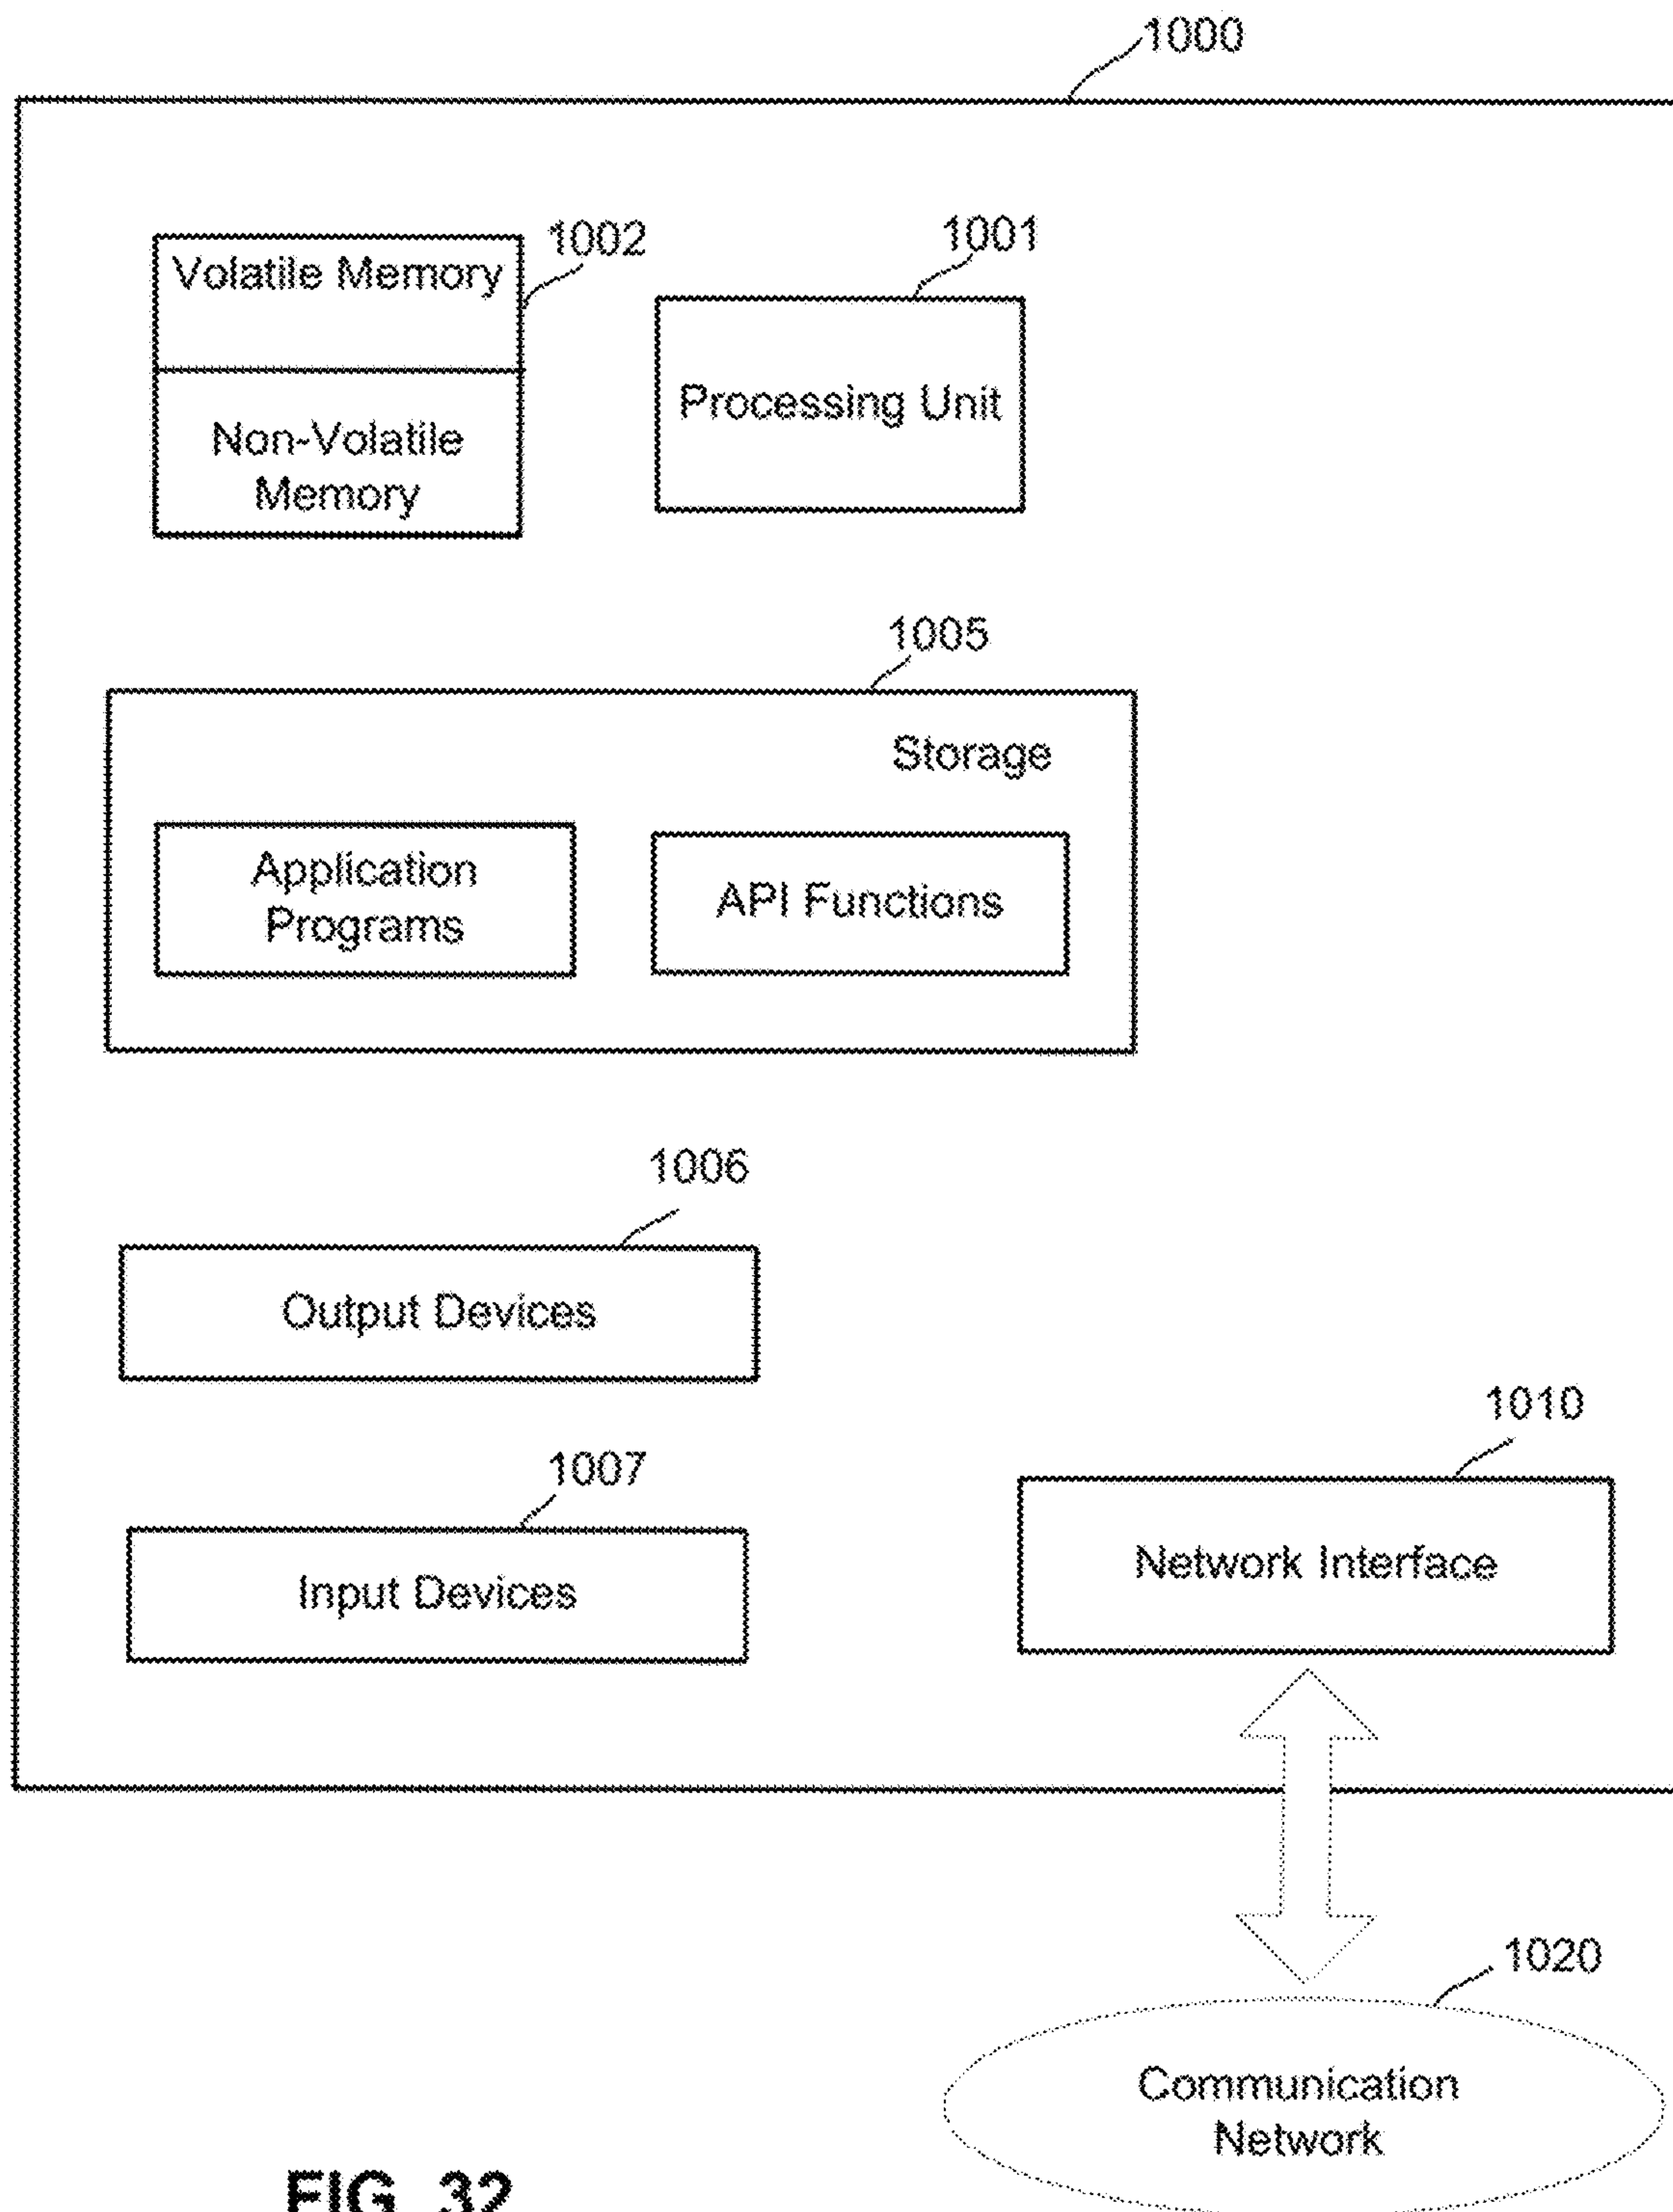 1000
1002
1001
Volatile Memory
Processing Unit
Non-Volatile
Memory
1005
Storage
Application
Programs
API Functions
1006
Output Devices
1010
1007
Network Interface
Input Devices
1020
Communication
Network
FIG. 32